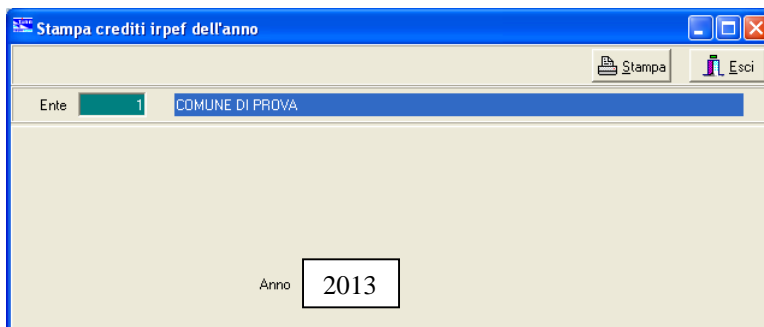 Stampa crediti irpef dell'anno
Stampa Esci
Ente 1 COMUNE DI PROVA
Anno 2013